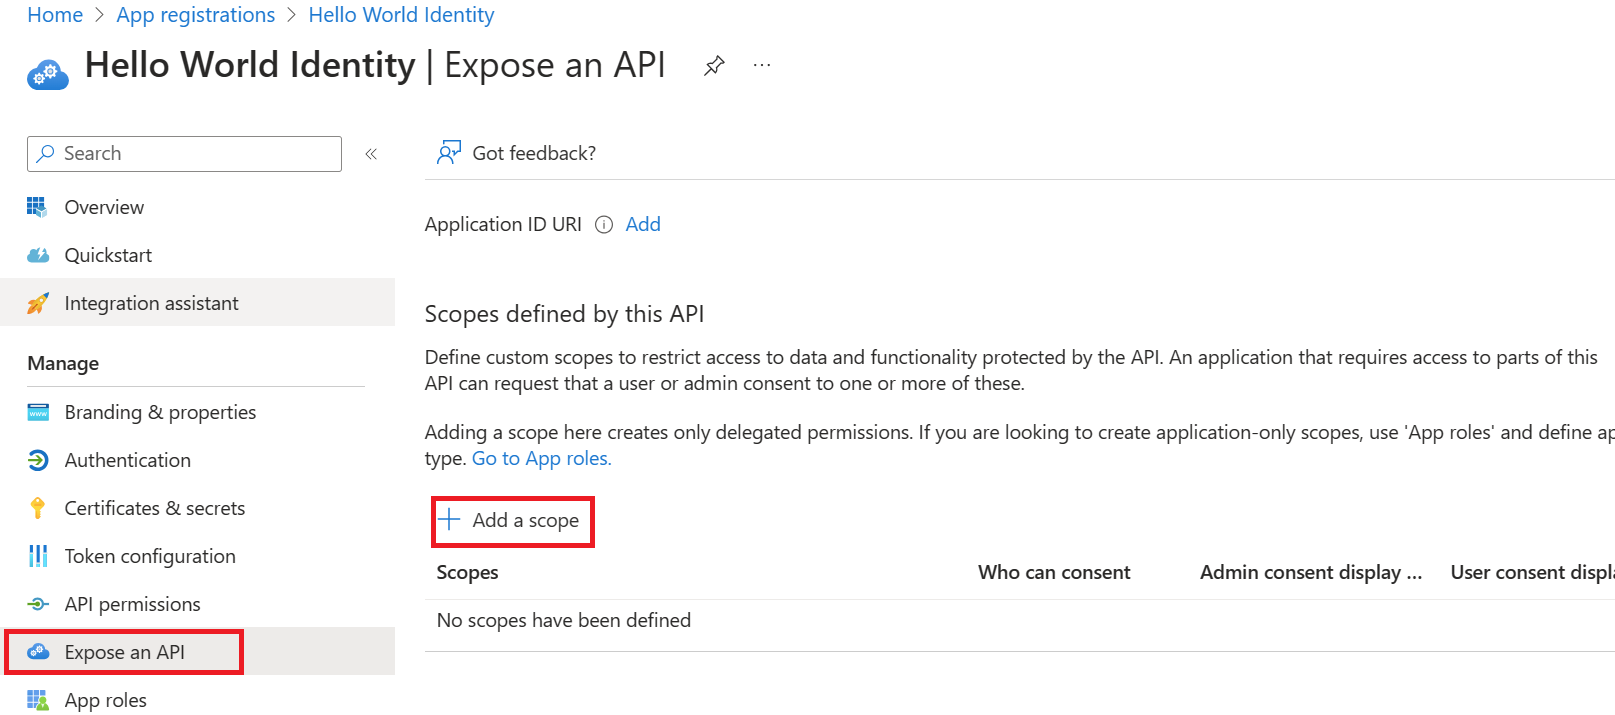 Home > App registrations > Hello World Identity
Hello World Identity | Expose an API
Search
Got feedback?
Overview
Application ID URI Add
Quickstart
Integration assistant
Scopes defined by this API
Manage
Define custom scopes to restrict access to data and functionality protected by the API. An application that requires access to parts of this
API can request that a user or admin consent to one or more of these.
Branding & properties
Adding a scope here creates only delegated permissions. If you are looking to create application-only scopes, use 'App roles' and define ap
type. Go to App roles.
Authentication
Certificates & secrets
Add a scope
Token configuration
Scopes Who can consent Admin consent display ... User consent displa
API permissions
No scopes have been defined
Expose an API
App roles